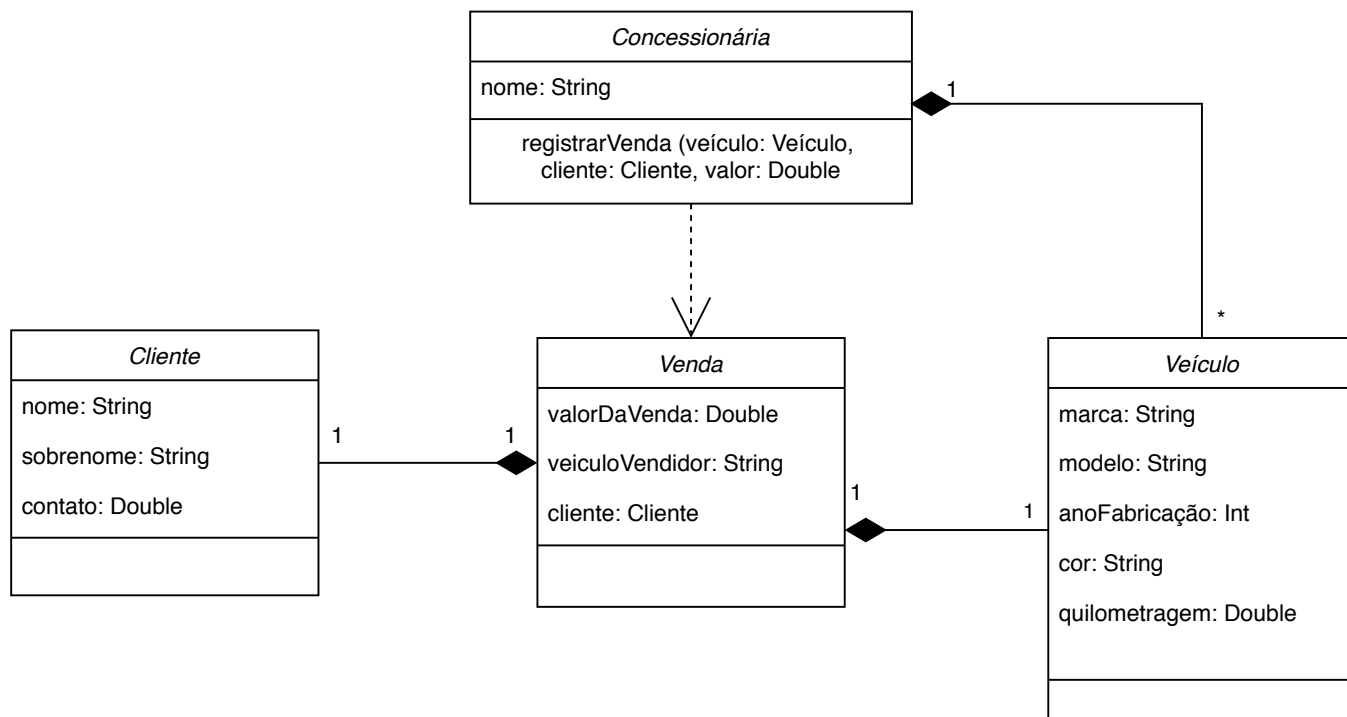 Concessionária
nome: String
1
registrarVenda (veículo: Veículo,
cliente: Cliente, valor: Double
*
Cliente
nome: String
sobrenome: String
contato: Double
1
1
Venda
valorDaVenda: Double
veiculoVendidor: String
cliente: Cliente
1
1
Veículo
marca: String
modelo: String
anoFabricação: Int
cor: String
quilometragem: Double